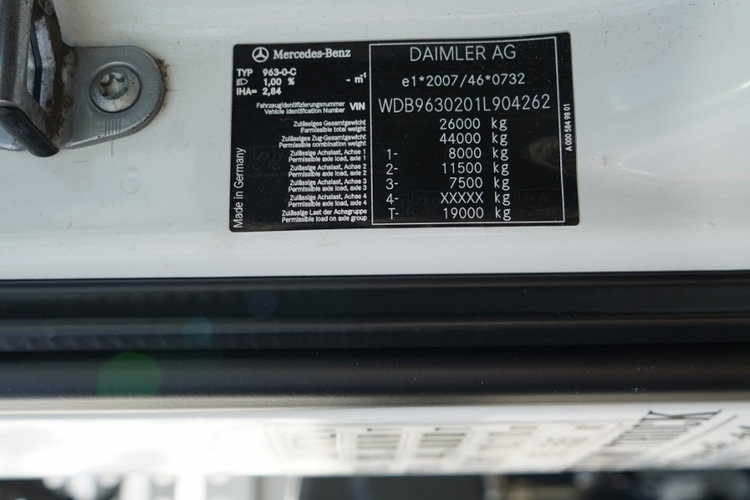 Mercedes-Benz
DAIMLER AG
TYP 963-0-C
1,00 % - m⁻¹
IHA= 2,84
e1*2007/46*0732
Fahrzeugidentifizierungsnummer
Vehicle Identification Number VIN WDB9630201L904262
Zulässiges Gesamtgewicht
Permissible total weight 26000 kg
Zulässiges Zug-Gesamtgewicht
Permissible combination weight 44000 kg
Zulässige Achslast, Achse 1
Permissible axle load, axle 1 1- 8000 kg
Zulässige Achslast, Achse 2
Permissible axle load, axle 2 2- 11500 kg
Zulässige Achslast, Achse 3
Permissible axle load, axle 3 3- 7500 kg
Zulässige Achslast, Achse 4
Permissible axle load, axle 4 4- XXXXX kg
Zulässige Last der Achsgruppe
Permissible load on axle group T- 19000 kg
Made in Germany
A 000 584 98 01